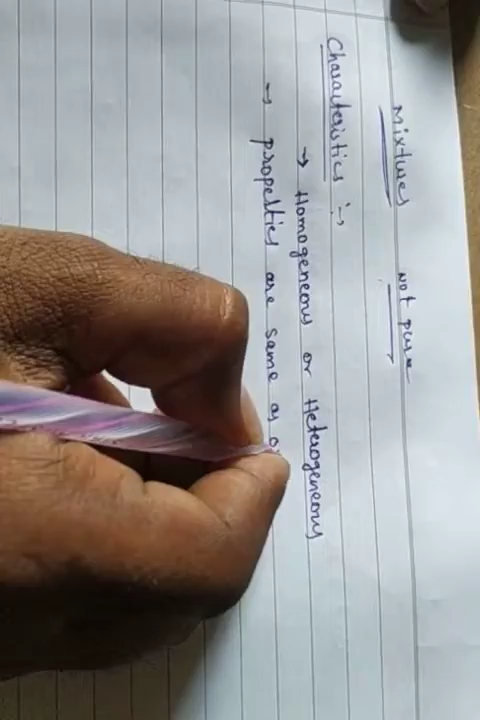 Mixtures not pure
Characteristics :→
→ Homogeneous or Heterogeneous
→ properties are same as